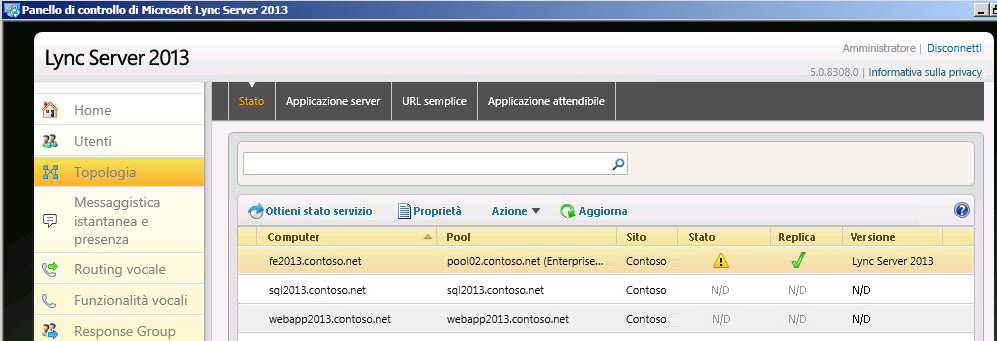 Panello di controllo di Microsoft Lync Server 2013
Lync Server 2013
Amministratore | Disconnetti
5.0.8308.0 | Informativa sulla privacy
Home
Utenti
Topologia
Messaggistica
istantanea e
presenza
Routing vocale
Funzionalità vocali
Response Group
Stato Applicazione server URL semplice Applicazione attendibile
Ottieni stato servizio Proprietà Azione Aggiorna
Computer Pool Sito Stato Replica Versione
fe2013.contoso.net pool02.contoso.net (Enterprise... Contoso Lync Server 2013
sql2013.contoso.net sql2013.contoso.net Contoso N/D N/D N/D
webapp2013.contoso.net webapp2013.contoso.net Contoso N/D N/D N/D